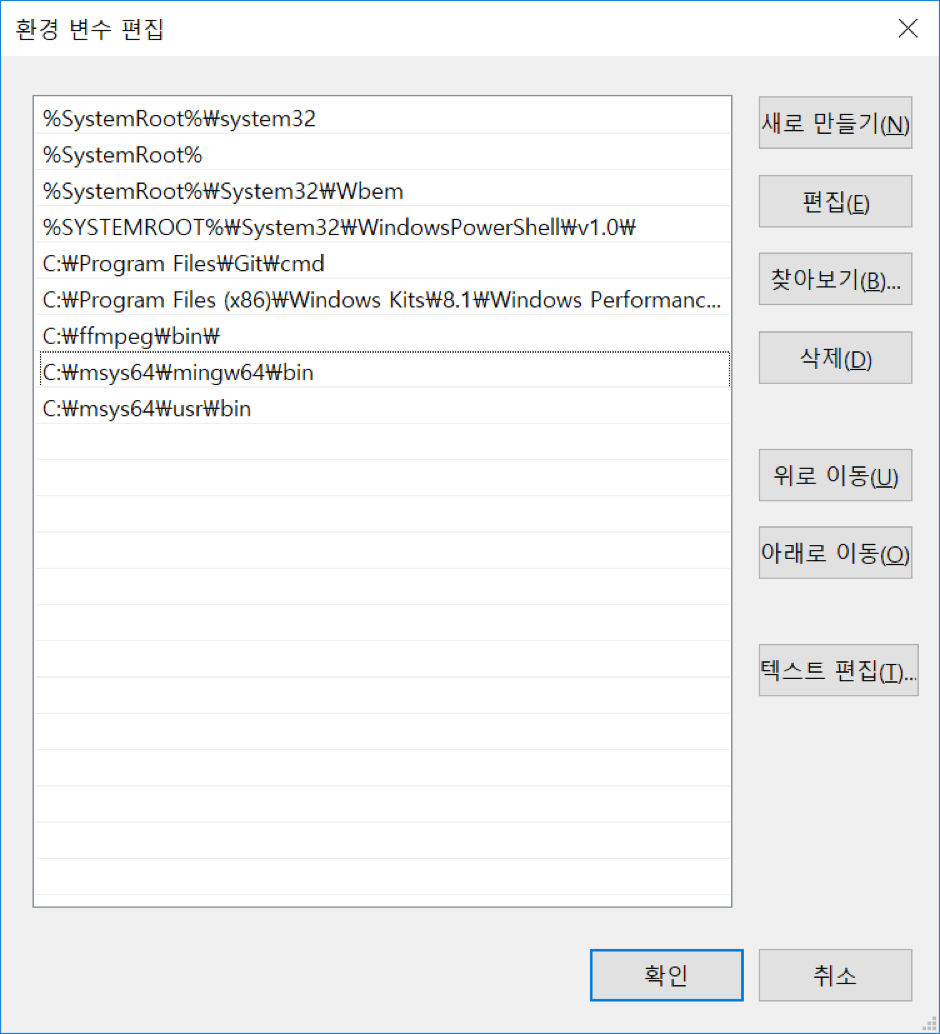 환경 변수 편집
%SystemRoot%₩system32
%SystemRoot%
%SystemRoot%₩System32₩Wbem
%SYSTEMROOT%₩System32₩WindowsPowerShell₩v1.0₩
C:₩Program Files₩Git₩cmd
C:₩Program Files (x86)₩Windows Kits₩8.1₩Windows Performanc...
C:₩ffmpeg₩bin₩
C:₩msys64₩mingw64₩bin
C:₩msys64₩usr₩bin
새로 만들기(N)
편집(E)
찾아보기(B)...
삭제(D)
위로 이동(U)
아래로 이동(O)
텍스트 편집(T)...
확인
취소